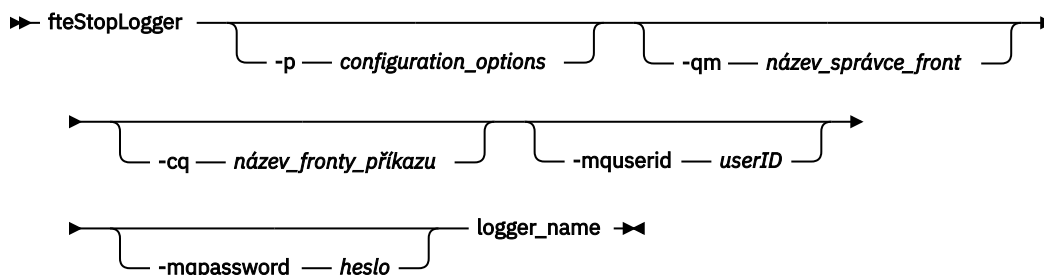 fteStopLogger
-p configuration_options
-qm název_správce_front
-cq název_fronty_příkazu
-mquserid userID
logger_name
-mqpassword heslo